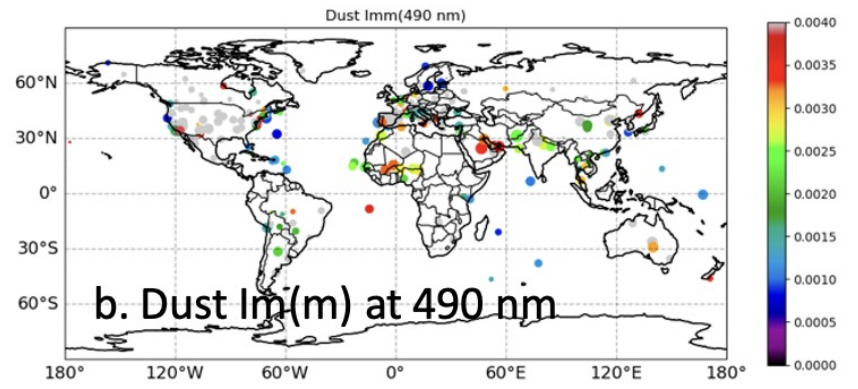 Dust Imm(490 nm)
60°N
30°N
0°
30°S
60°S
180°
120°W
60°W
0°
60°E
120°E
180°
b. Dust Im(m) at 490 nm
0.0040
0.0035
0.0030
0.0025
0.0020
0.0015
0.0010
0.0005
0.0000